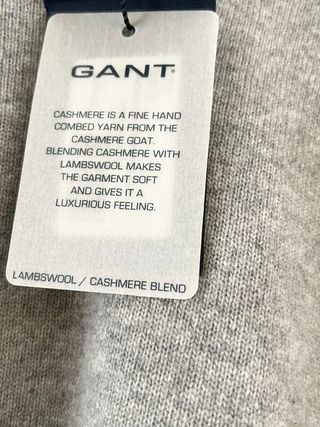 GANT
CASHMERE IS A FINE HAND
COMBED YARN FROM THE
CASHMERE GOAT.
BLENDING CASHMERE WITH
LAMBSWOOL MAKES
THE GARMENT SOFT
AND GIVES IT A
LUXURIOUS FEELING.
LAMBSWOOL / CASHMERE BLEND